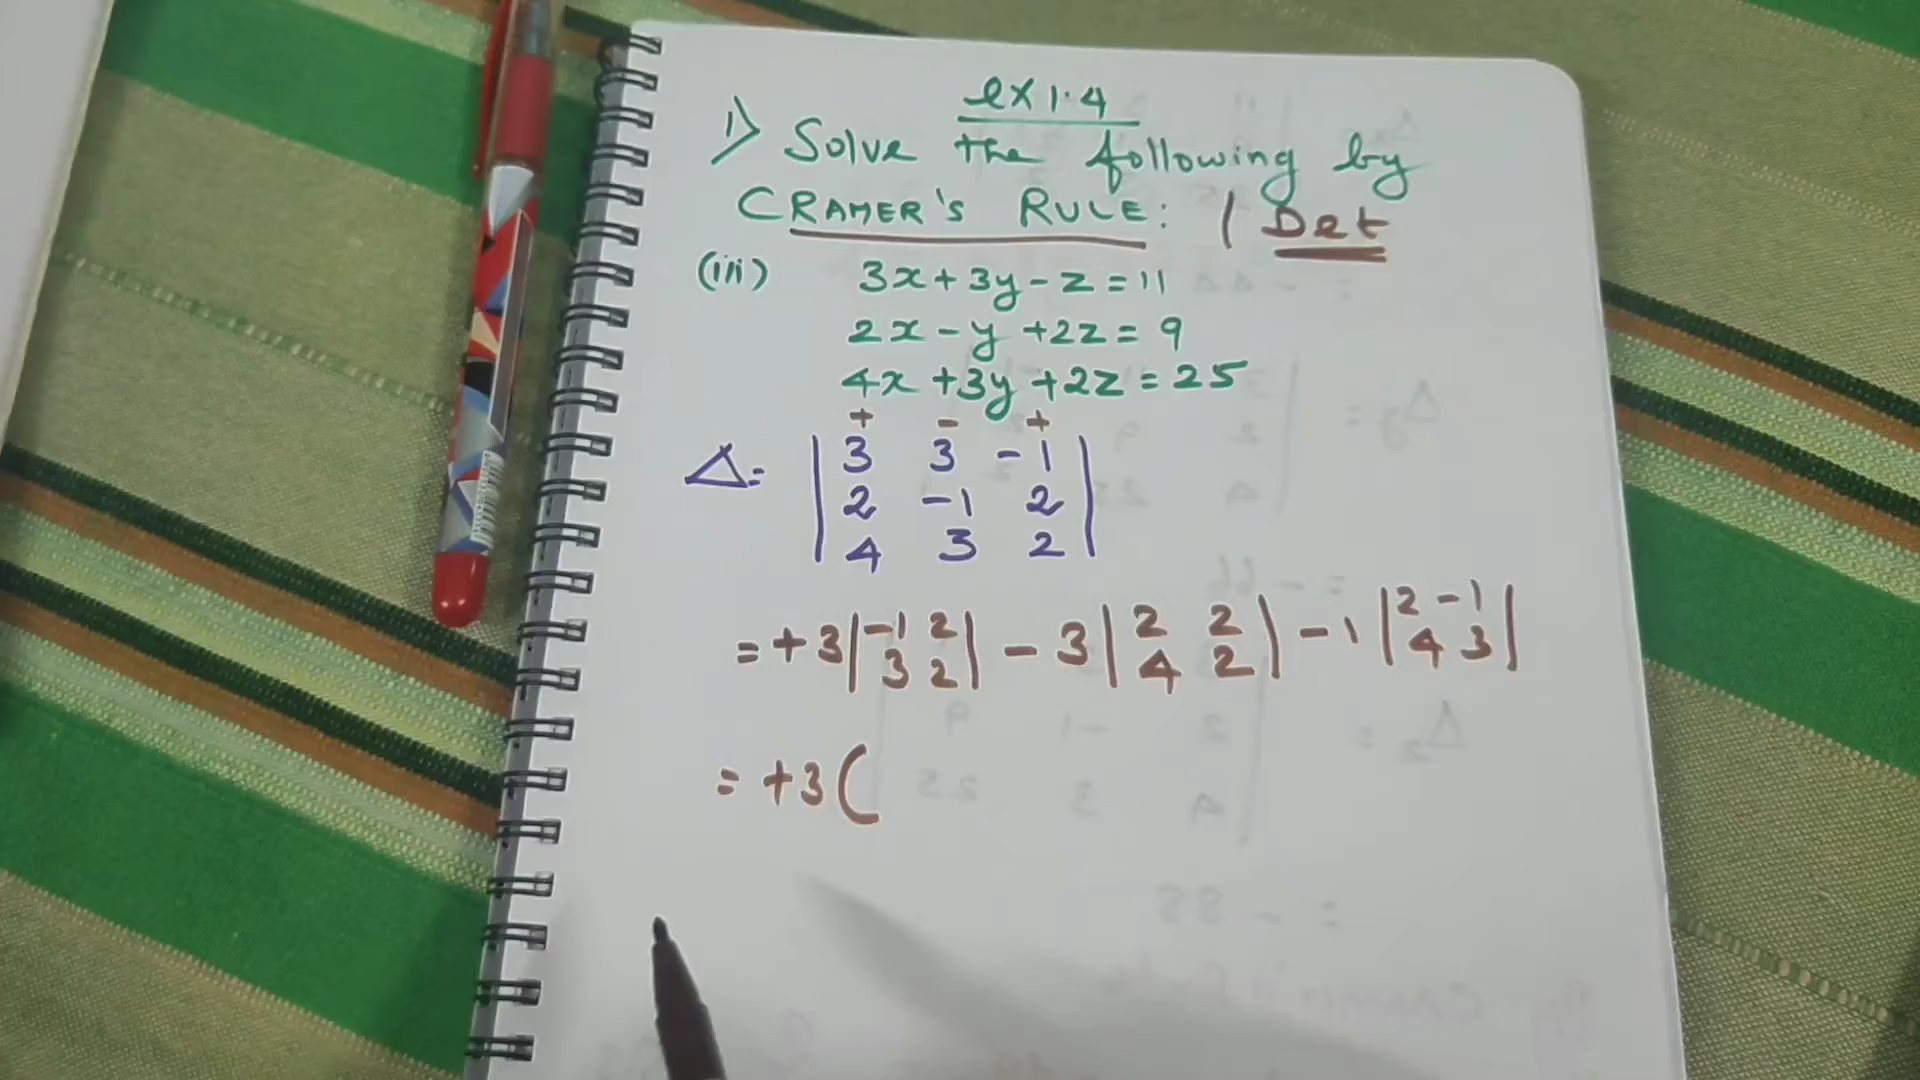 ex 1.4
1) Solve the following by
CRAMER'S RULE: | Det
(iii) 3x+3y-z=11
2x-y+2z=9
4x+3y+2z=25
+ - +
Δ= | 3 3 -1 |
| 2 -1 2 |
| 4 3 2 |
= +3 | -1 2 | - 3 | 2 2 | -1 | 2 -1 |
| 3 2 | | 4 2 | | 4 3 |
= +3 (